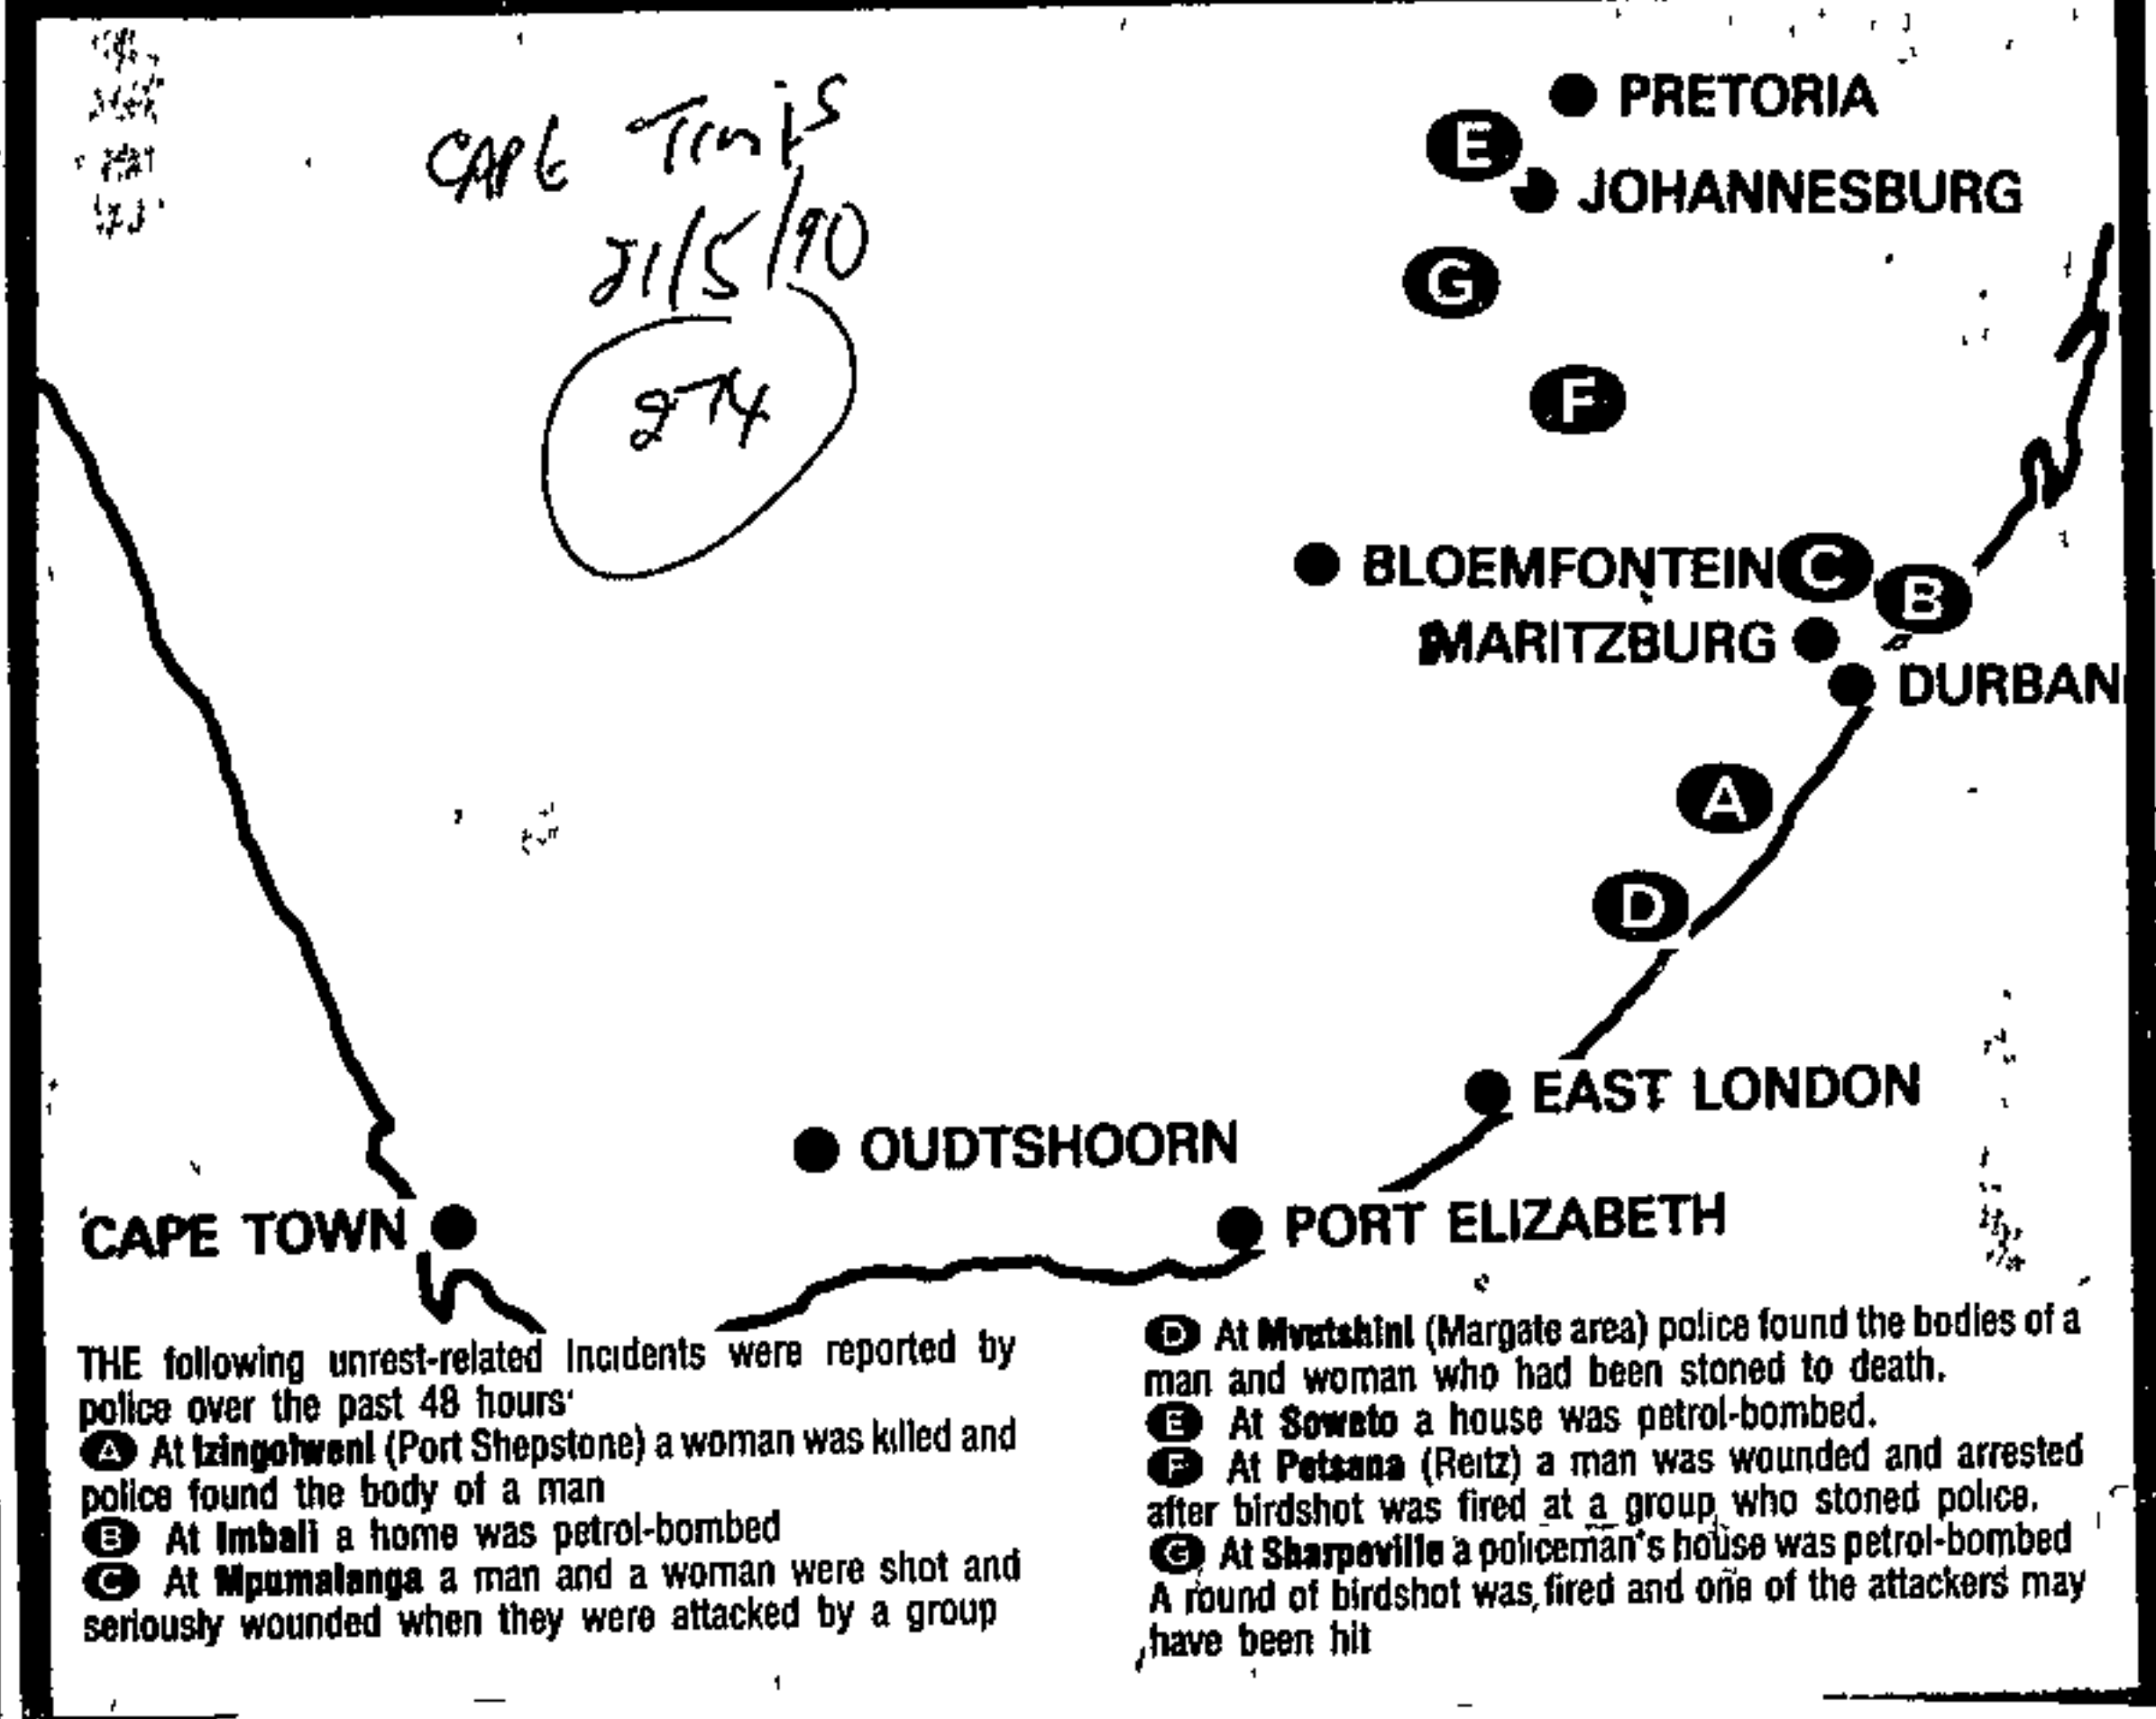 CAPE TIMES
21/5/90
274
PRETORIA
E
JOHANNESBURG
G
F
BLOEMFONTEIN C
B
MARITZBURG
DURBAN
A
D
EAST LONDON
OUDTSHOORN
CAPE TOWN
PORT ELIZABETH
THE following unrest-related Incidents were reported by
police over the past 48 hours
A At Izingolweni (Port Shepstone) a woman was killed and
police found the body of a man
B At Imbali a home was petrol-bombed
C At Mpumalanga a man and a woman were shot and
seriously wounded when they were attacked by a group
D At (Margate area) police found the bodies of a
man and woman who had been stoned to death.
E At Soweto a house was petrol-bombed.
F At Petsana (Reitz) a man was wounded and arrested
after birdshot was fired at a group who stoned police.
G At Sharpeville a policeman's house was petrol-bombed
A round of birdshot was fired and one of the attackers may
have been hit